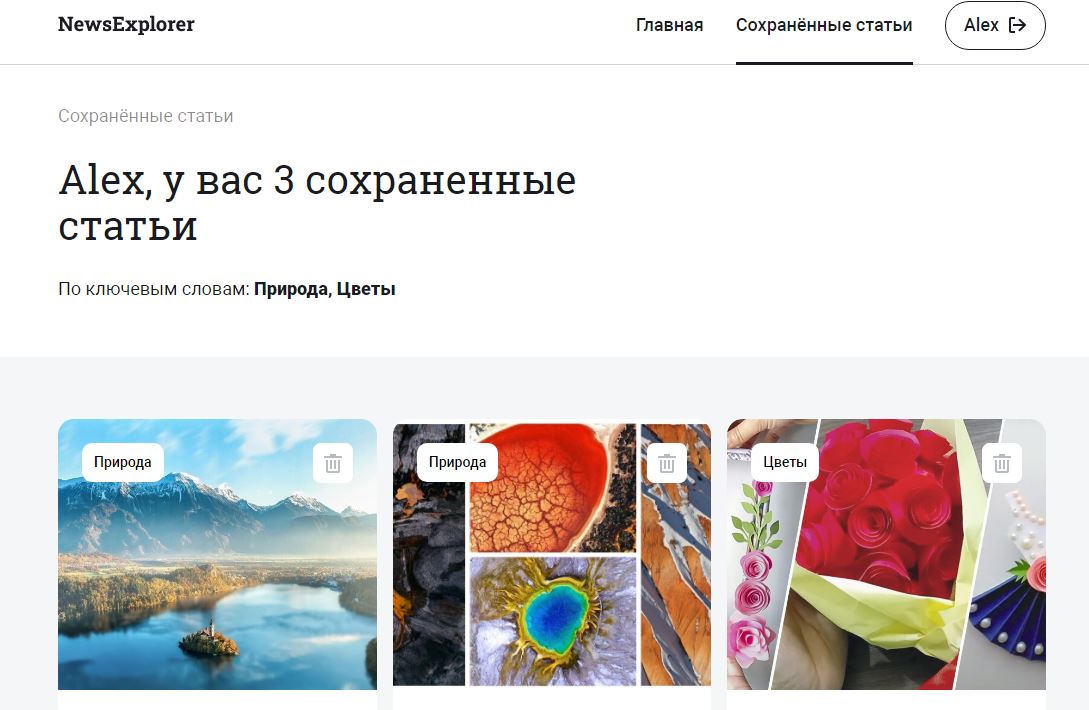 NewsExplorer
Главная
Сохранённые статьи
Alex
Сохранённые статьи
Alex, у вас 3 сохраненные
статьи
По ключевым словам: Природа, Цветы
Природа
Природа
Цветы